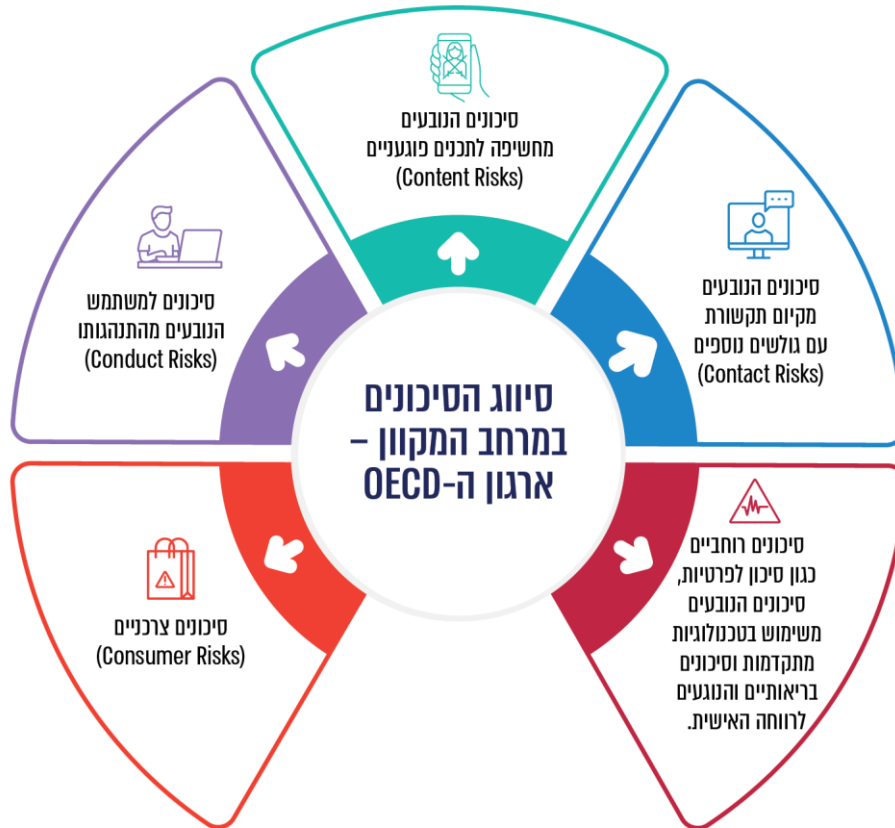 סיווג הסיכונים
במרחב המקוון –
ארגון ה-OECD
סיכונים הנובעים
מחשיפה לתכנים פוגעניים
(Content Risks)
סיכונים הנובעים
מקיום תקשורת
עם גולשים נוספים
(Contact Risks)
סיכונים רוחביים
כגון סיכון לפרטיות,
סיכונים הנובעים
משימוש בטכנולוגיות
מתקדמות וסיכונים
בריאותיים והנוגעים
לרווחה האישית.
סיכונים צרכניים
(Consumer Risks)
סיכונים למשתמש
הנובעים מהתנהגותו
(Conduct Risks)